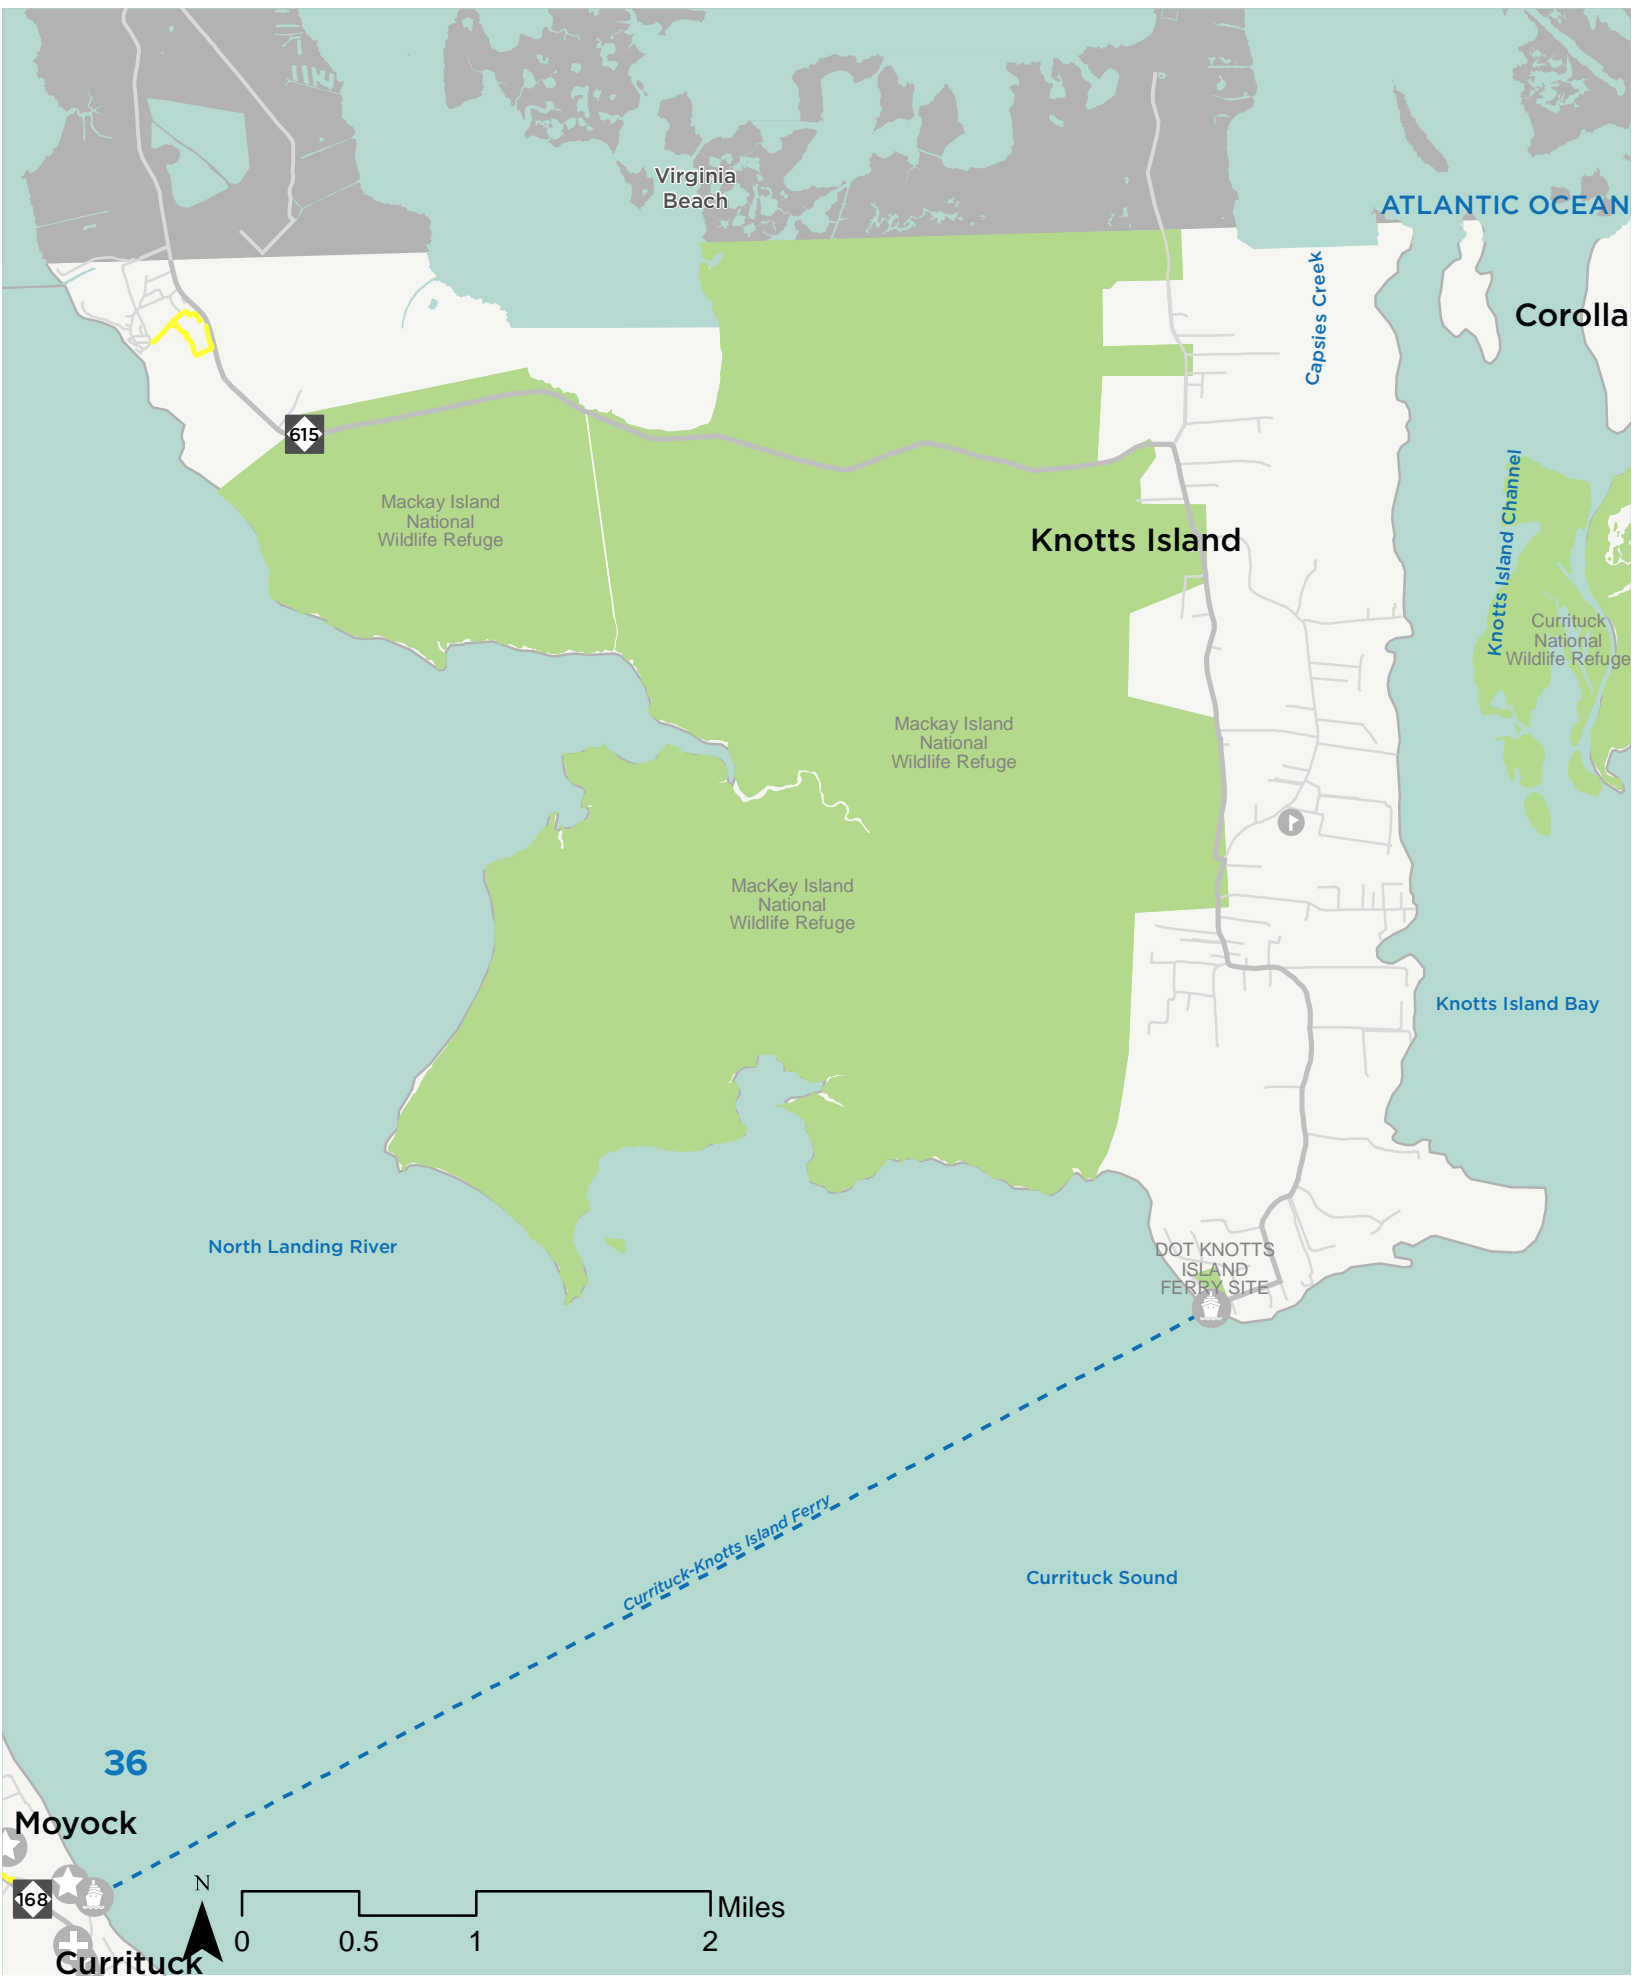 Virginia
Beach
ATLANTIC OCEAN
Capsies Creek
Corolla
615
Mackay Island
National
Wildlife Refuge
Knotts Island
Knotts Island Channel
Currituck
National
Wildlife Refuge
Mackay Island
National
Wildlife Refuge
MacKey Island
National
Wildlife Refuge
Knotts Island Bay
North Landing River
DOT KNOTTS
ISLAND
FERRY SITE
Currituck-Knotts Island Ferry
Currituck Sound
36
Moyock
168
Currituck
N
Miles
0 0.5 1 2